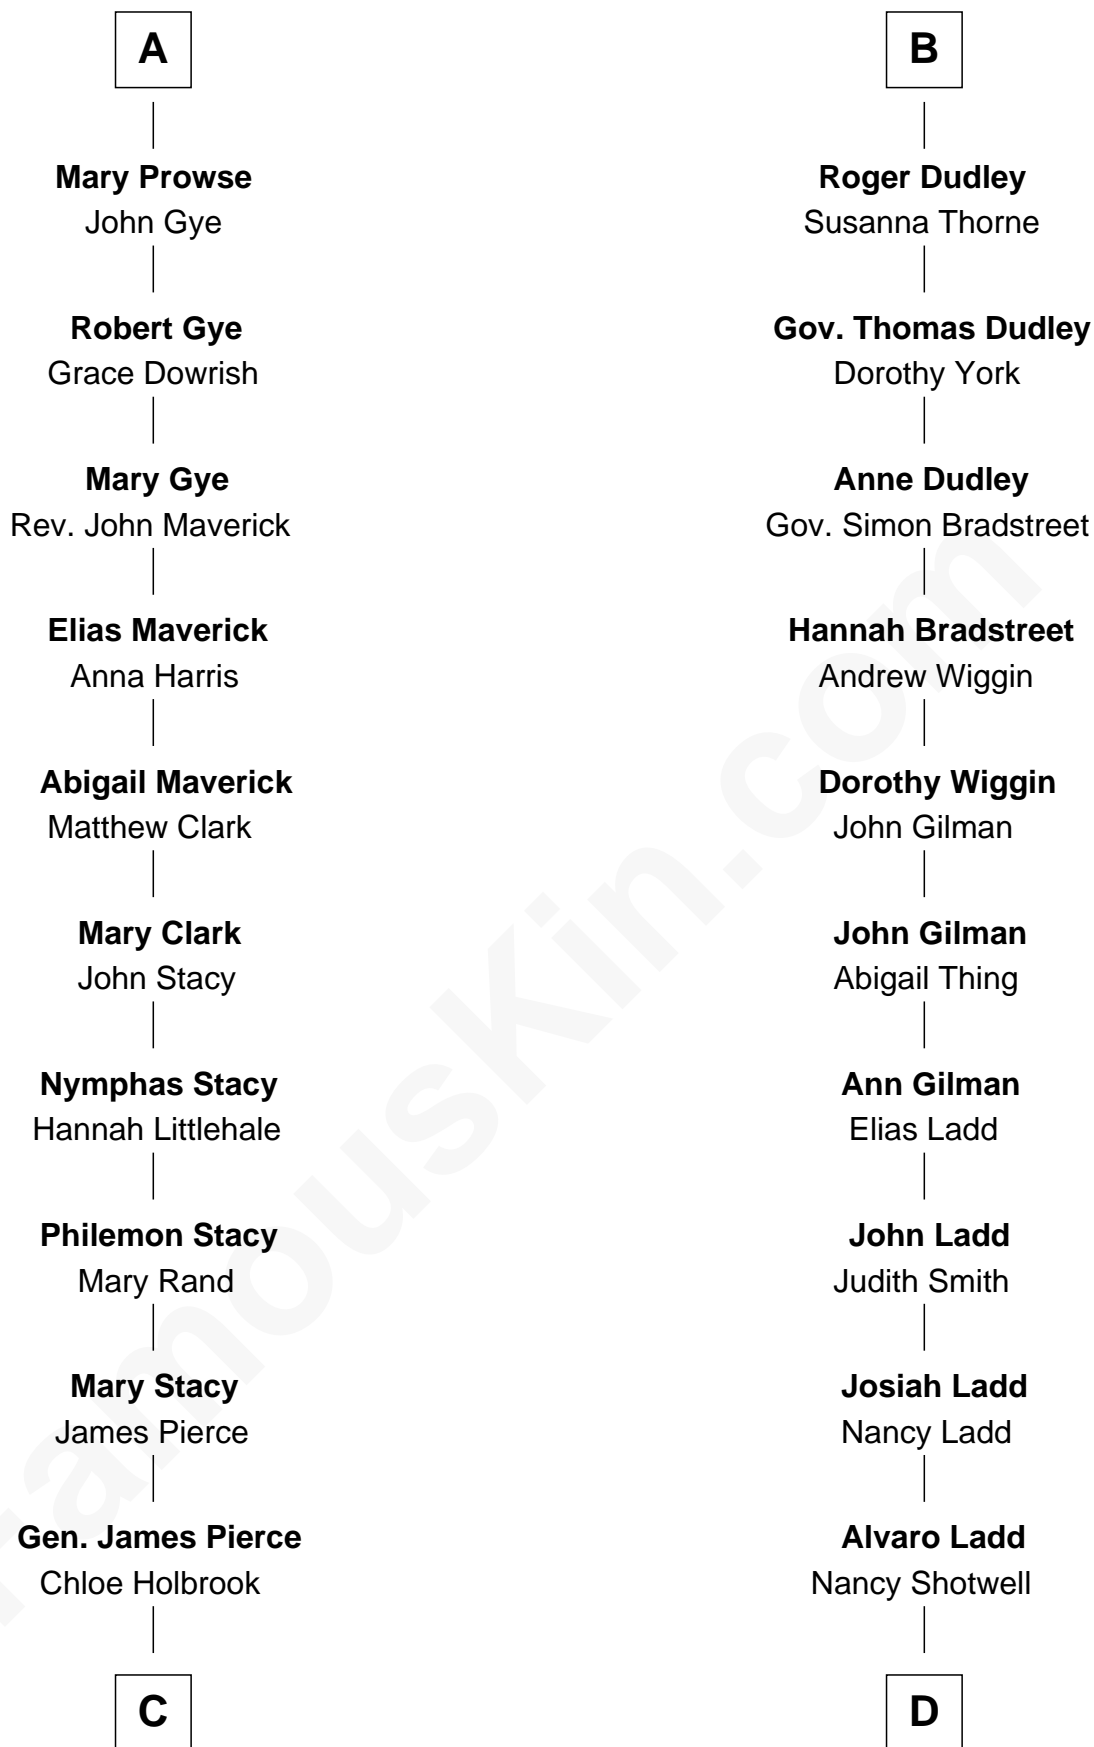 A
Mary Prowse
John Gye
Robert Gye
Grace Dowrish
Mary Gye
Rev. John Maverick
Elias Maverick
Anna Harris
Abigail Maverick
Matthew Clark
Mary Clark
John Stacy
Nymphas Stacy
Hannah Littlehale
Philemon Stacy
Mary Rand
Mary Stacy
James Pierce
Gen. James Pierce
Chloe Holbrook
C
B
Roger Dudley
Susanna Thorne
Gov. Thomas Dudley
Dorothy York
Anne Dudley
Gov. Simon Bradstreet
Hannah Bradstreet
Andrew Wiggin
Dorothy Wiggin
John Gilman
John Gilman
Abigail Thing
Ann Gilman
Elias Ladd
John Ladd
Judith Smith
Josiah Ladd
Nancy Ladd
Alvaro Ladd
Nancy Shotwell
D
FamousKin.com